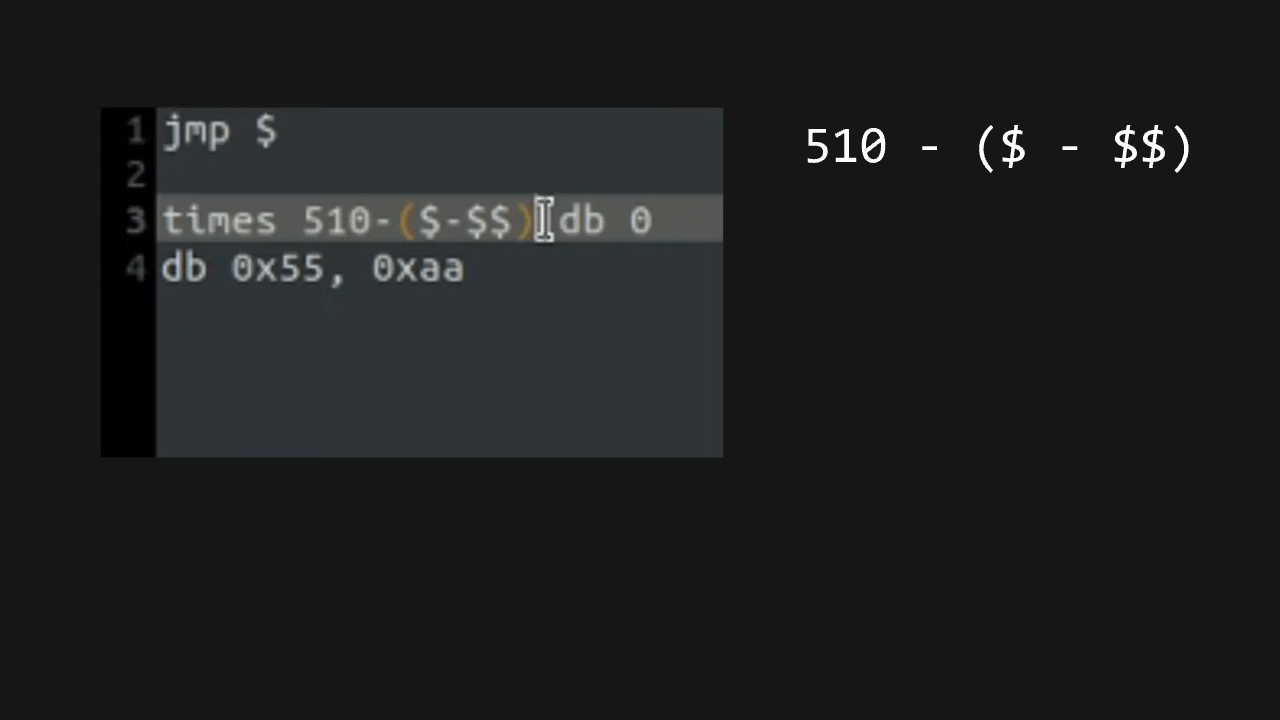 1 jmp $
2
3 times 510-($-$$) db 0
4 db 0x55, 0xaa
510 - ($ - $$)